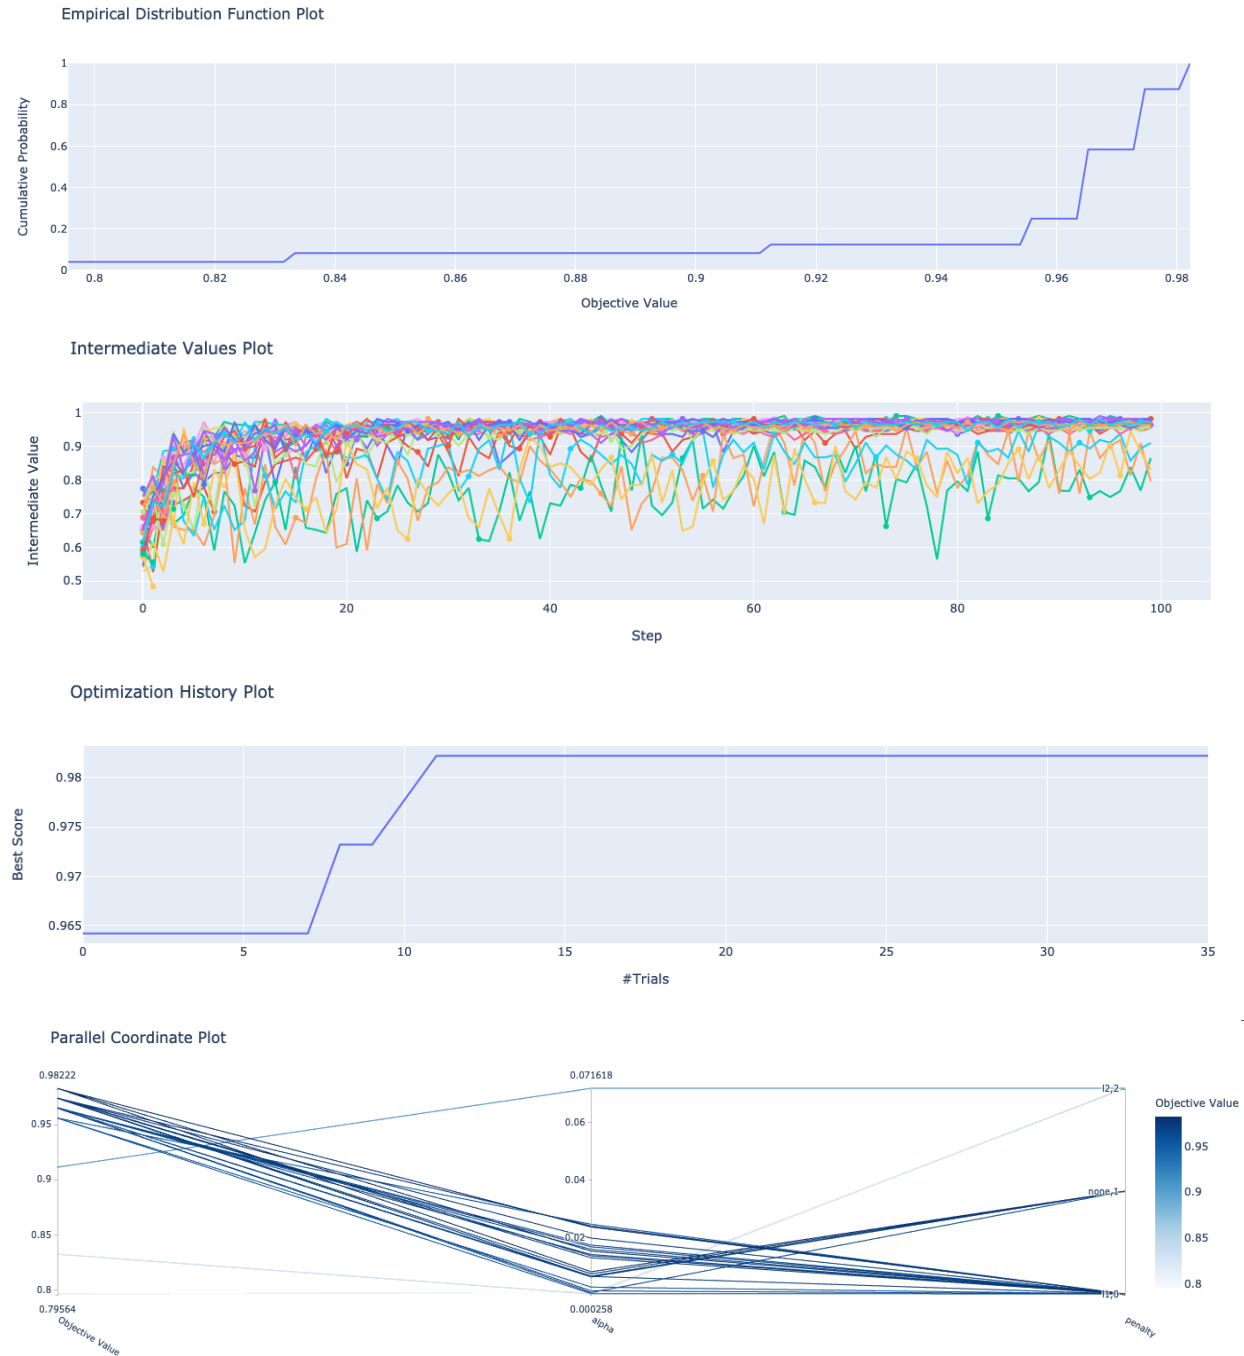 Empirical Distribution Function Plot
1
0.8
0.6
0.4
0.2
0
Cumulative Probability
0.8 0.82 0.84 0.86 0.88 0.9 0.92 0.94 0.96 0.98
Objective Value
Intermediate Values Plot
1
0.9
0.8
0.7
0.6
0.5
Intermediate Value
0 20 40 60 80 100
Step
Optimization History Plot
0.98
0.975
0.97
0.965
Best Score
0 5 10 15 20 25 30 35
#Trials
Parallel Coordinate Plot
0.98222 0.071618
0.95
0.9
0.85
0.8
0.79564
Objective Value
0.06
0.04
0.02
0.000258
alpha
l2,2
none,1
l1,0
penalty
Objective Value
0.95
0.9
0.85
0.8